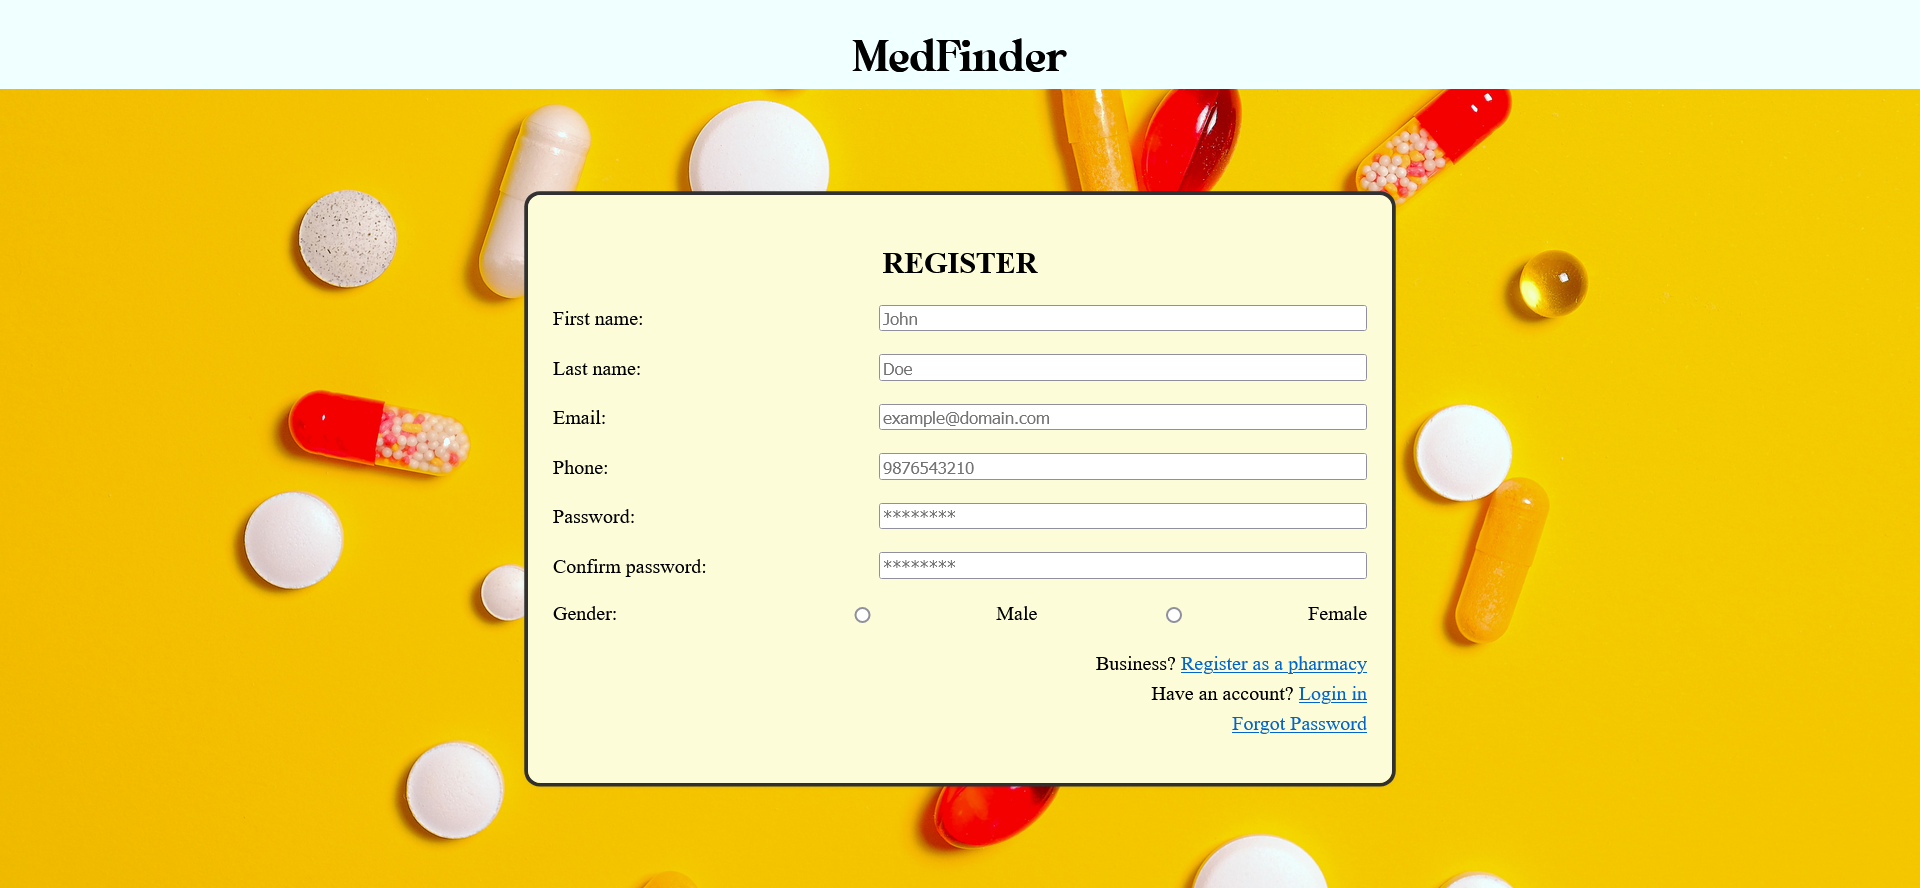 MedFinder
REGISTER
First name: John
Last name: Doe
Email: example@domain.com
Phone: 9876543210
Password: ********
Confirm password: ********
Gender: Male Female
Business? Register as a pharmacy
Have an account? Login in
Forgot Password